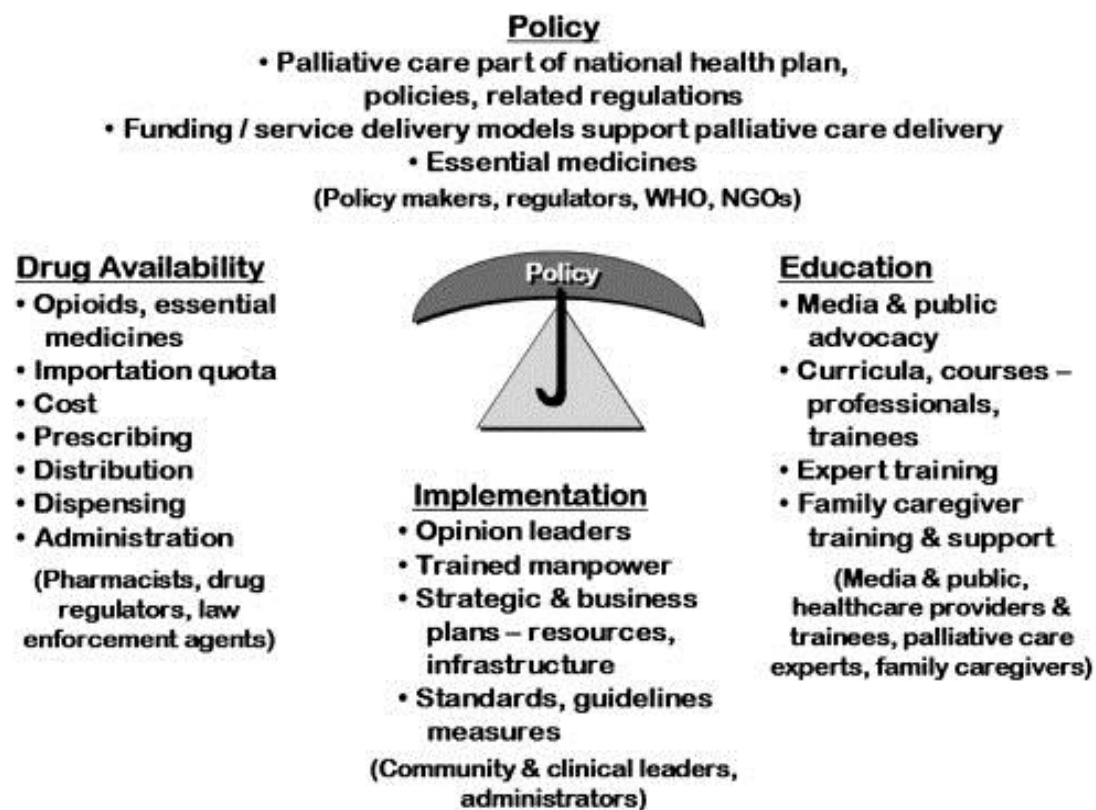 Policy
• Palliative care part of national health plan,
policies, related regulations
• Funding / service delivery models support palliative care delivery
• Essential medicines
(Policy makers, regulators, WHO, NGOs)
Policy
Drug Availability
• Opioids, essential
medicines
• Importation quota
• Cost
• Prescribing
• Distribution
• Dispensing
• Administration
(Pharmacists, drug
regulators, law
enforcement agents)
Implementation
• Opinion leaders
• Trained manpower
• Strategic & business
plans – resources,
infrastructure
• Standards, guidelines
measures
(Community & clinical leaders,
administrators)
Education
• Media & public
advocacy
• Curricula, courses –
professionals,
trainees
• Expert training
• Family caregiver
training & support
(Media & public,
healthcare providers &
trainees, palliative care
experts, family caregivers)